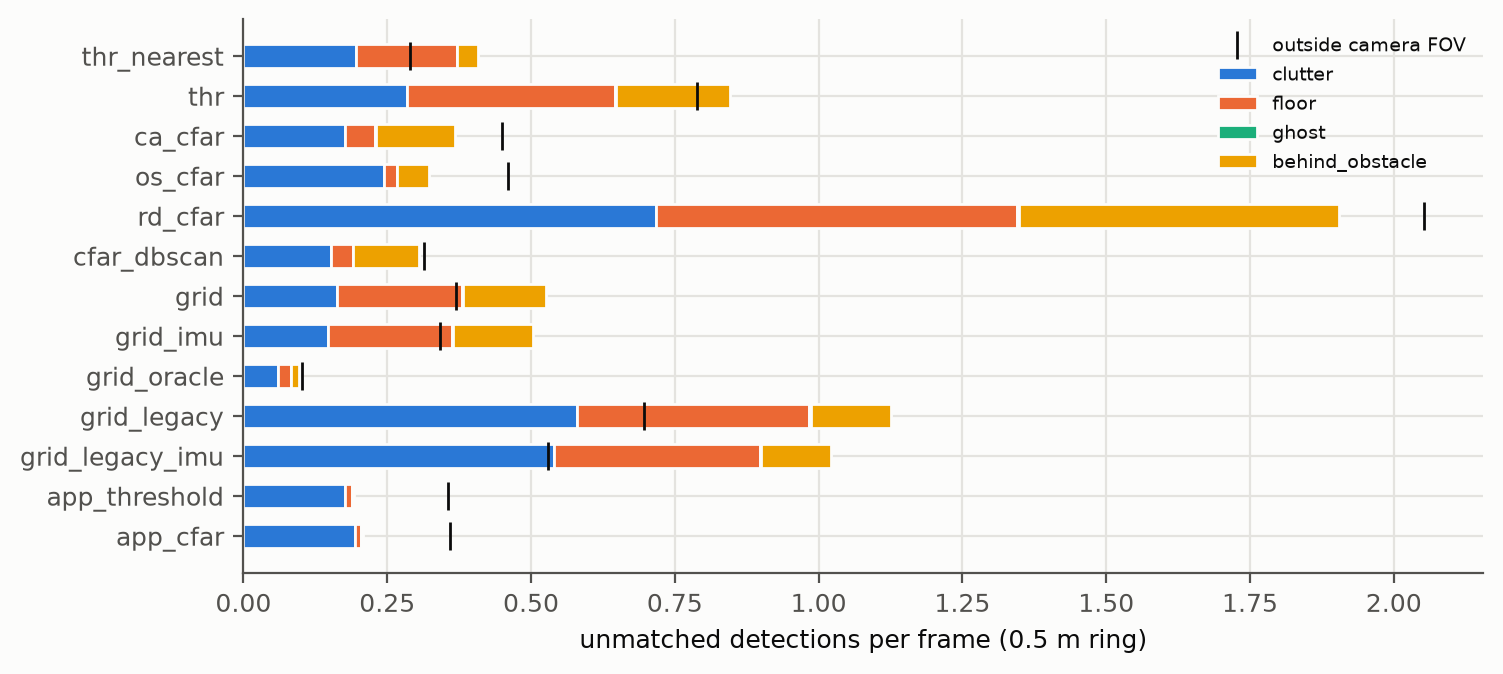 thr_nearest
thr
ca_cfar
os_cfar
rd_cfar
cfar_dbscan
grid
grid_imu
grid_oracle
grid_legacy
grid_legacy_imu
app_threshold
app_cfar
outside camera FOV
clutter
floor
ghost
behind_obstacle
0.00 0.25 0.50 0.75 1.00 1.25 1.50 1.75 2.00
unmatched detections per frame (0.5 m ring)